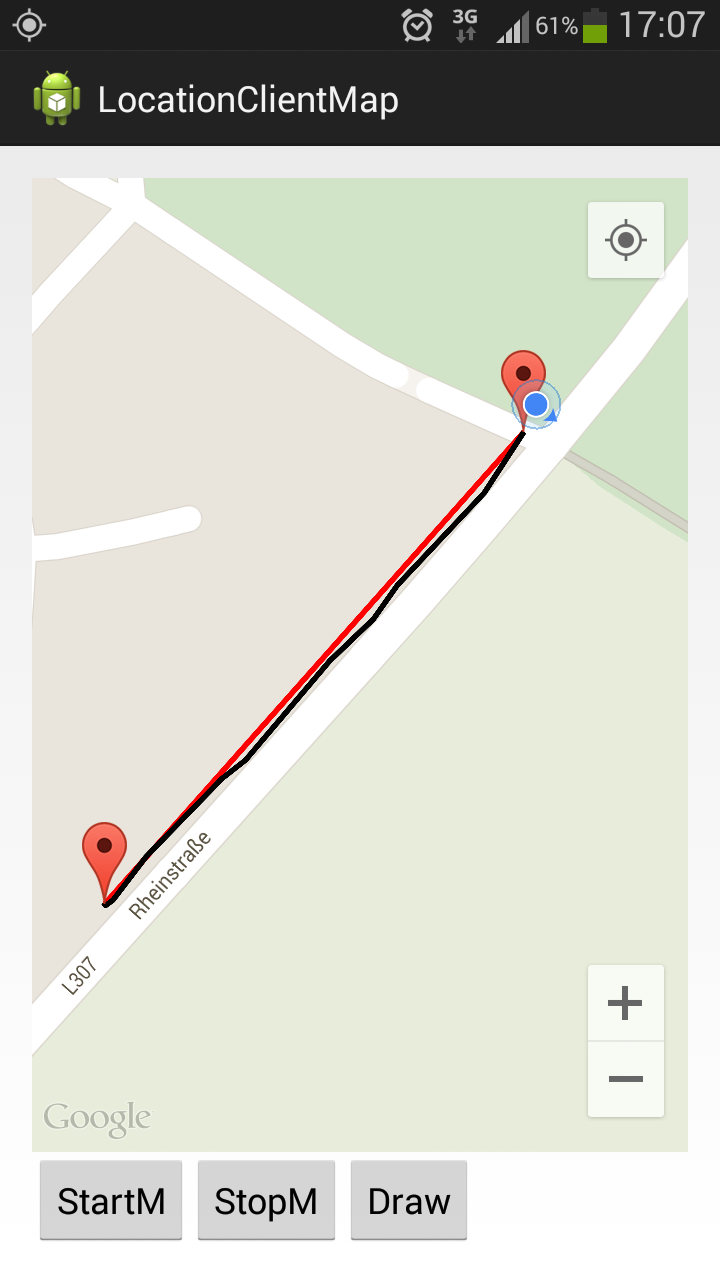 3G 61% 17:07
LocationClientMap
Rheinstraße
L307
+
−
Google
StartM StopM Draw